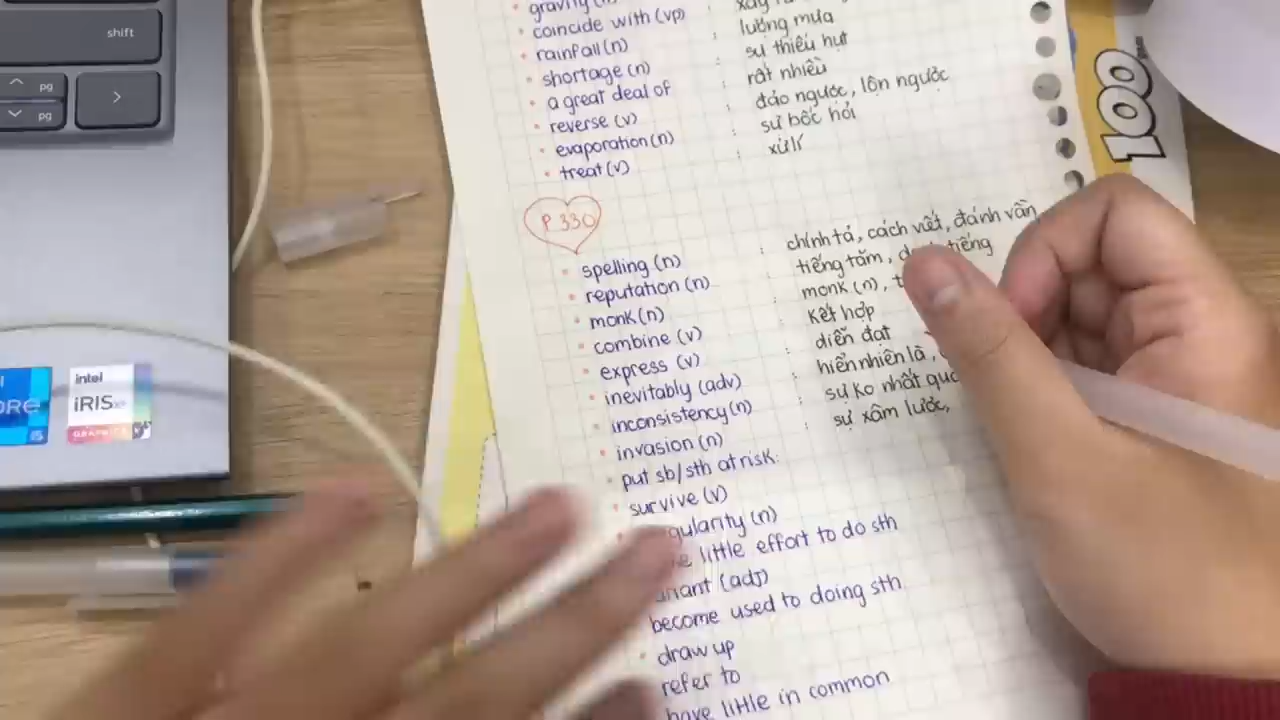 shift
pg
pg
intel
iRIS xe
GRAPHICS
100
coincide with (vp)
rainfall (n) : lượng mưa
shortage (n) : sự thiếu hụt
a great deal of : rất nhiều
reverse (v) : đảo ngược, lộn ngược
evaporation (n) : sự bốc hơi
treat (v) : xử lí
P 330
spelling (n) : chính tả, cách viết, đánh vần
reputation (n) : tiếng tăm, tiếng
monk (n) : monk (n),
combine (v) : kết hợp
express (v) : diễn đạt
inevitably (adv) : hiển nhiên là,
inconsistency (n) : sự ko nhất
invasion (n) : sự xâm lược,
put sb/sth at risk:
survive (v)
(n)
little effort to do sth
(adj)
become used to doing sth
draw up
refer to
have little in common